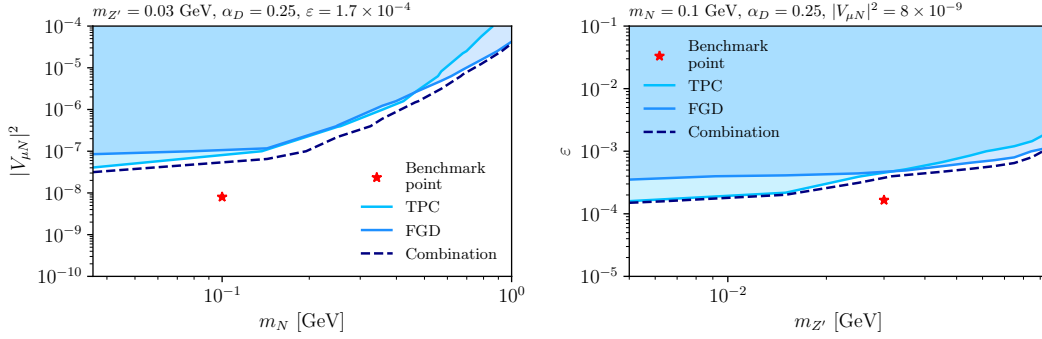 m_{Z'} = 0.03 GeV, α_D = 0.25, ε = 1.7 × 10⁻⁴
10⁻⁴
10⁻⁵
10⁻⁶
10⁻⁷
10⁻⁸
10⁻⁹
10⁻¹⁰
|V_{μN}|²
Benchmark
point
TPC
FGD
Combination
10⁻¹
10⁰
m_N [GeV]
m_N = 0.1 GeV, α_D = 0.25, |V_{μN}|² = 8 × 10⁻⁹
10⁻¹
10⁻²
10⁻³
10⁻⁴
10⁻⁵
ε
Benchmark
point
TPC
FGD
Combination
10⁻²
m_{Z'} [GeV]